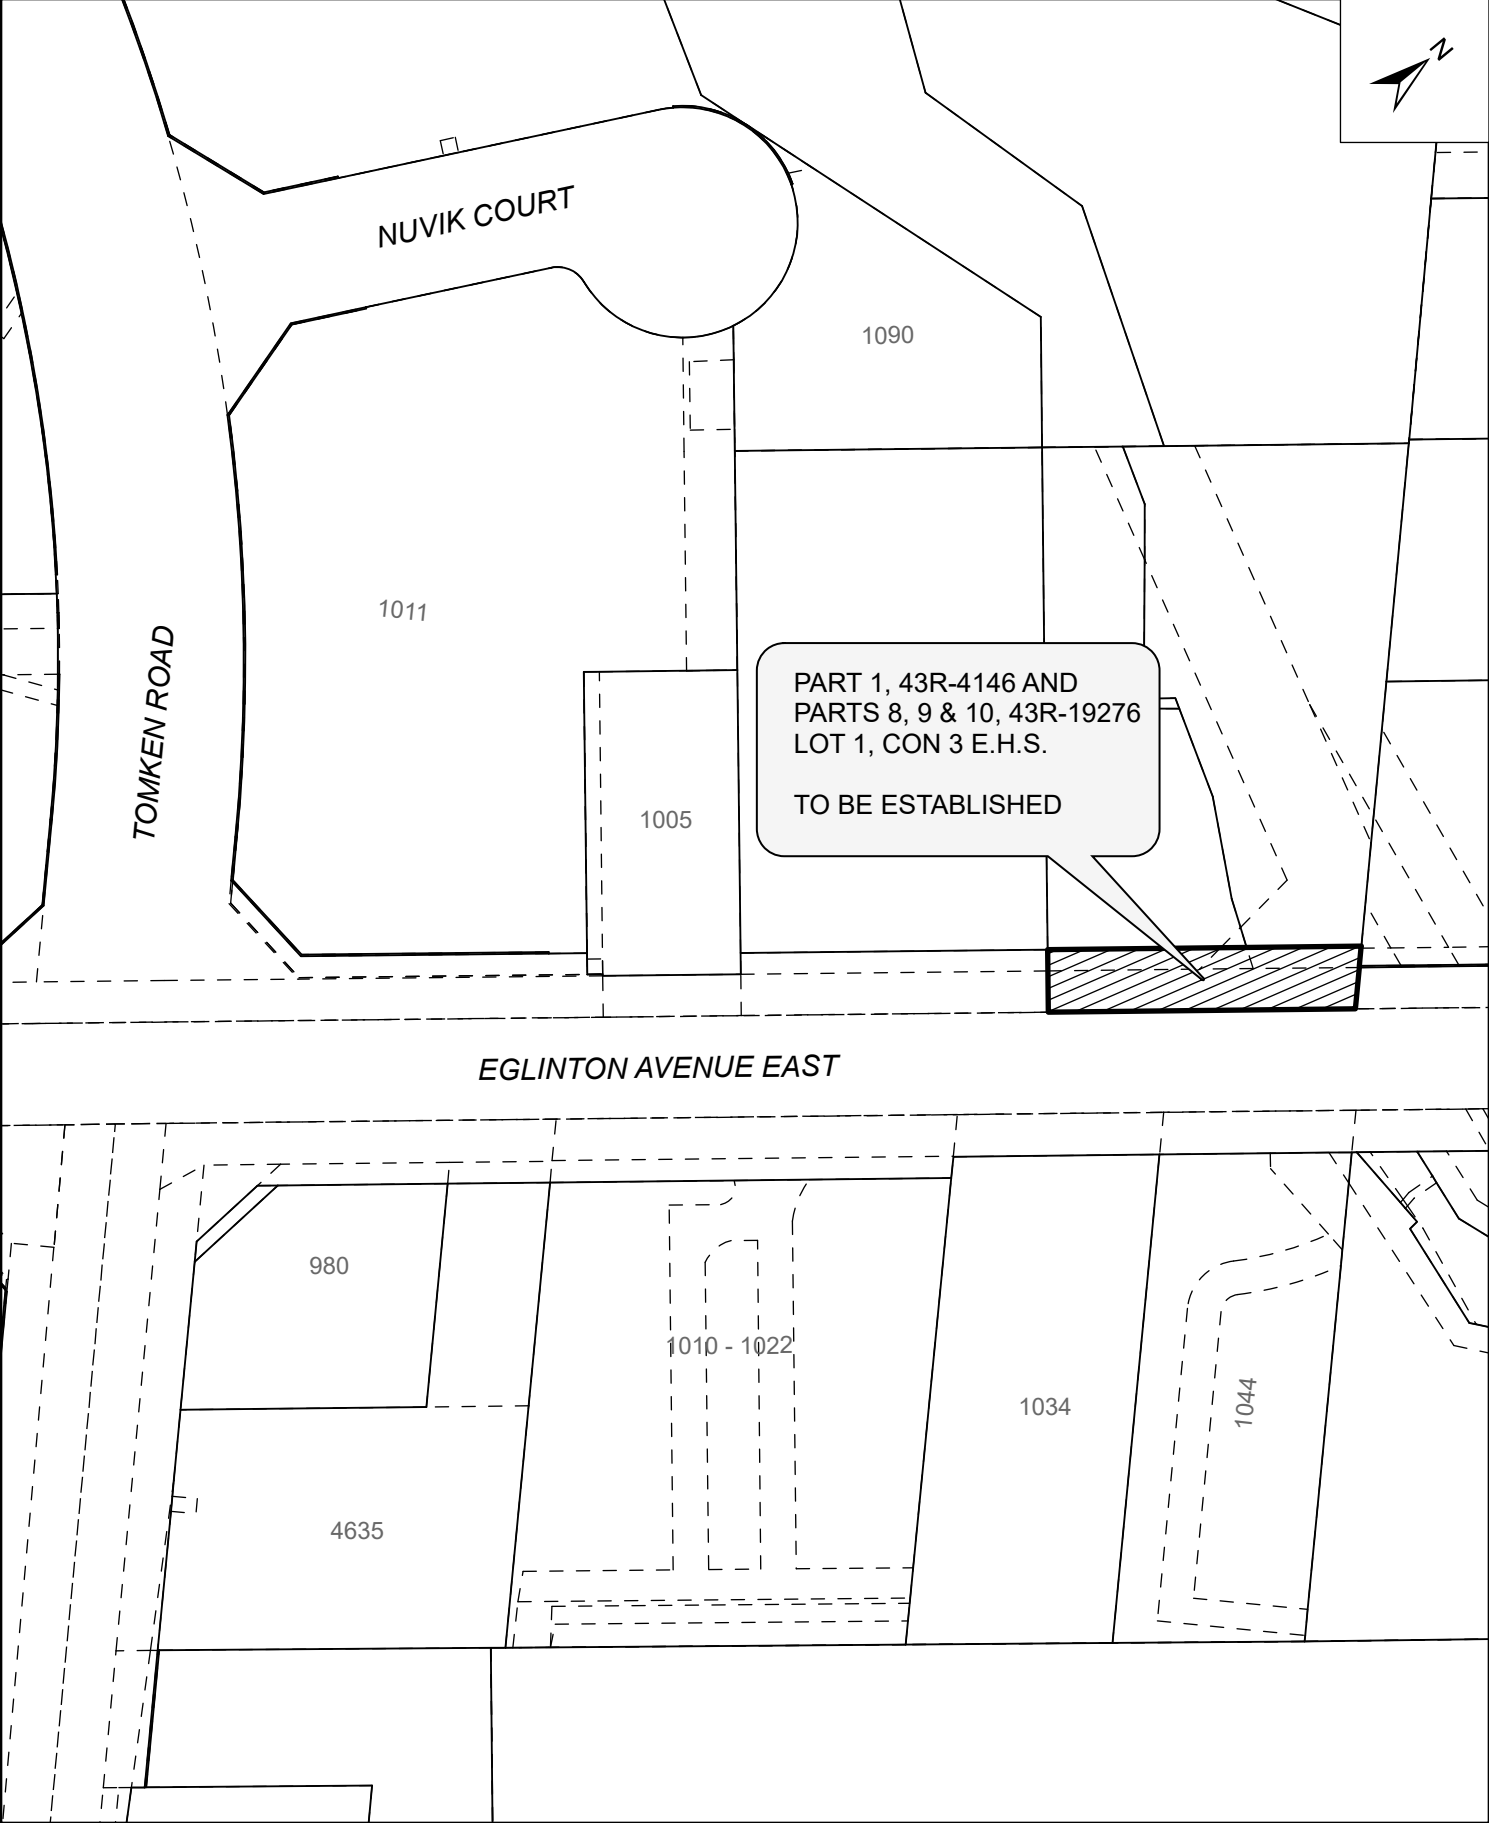 N
NUVIK COURT
1090
1011
TOMKEN ROAD
PART 1, 43R-4146 AND
PARTS 8, 9 & 10, 43R-19276
LOT 1, CON 3 E.H.S.
TO BE ESTABLISHED
1005
EGLINTON AVENUE EAST
980
1010 - 1022
1034
1044
4635